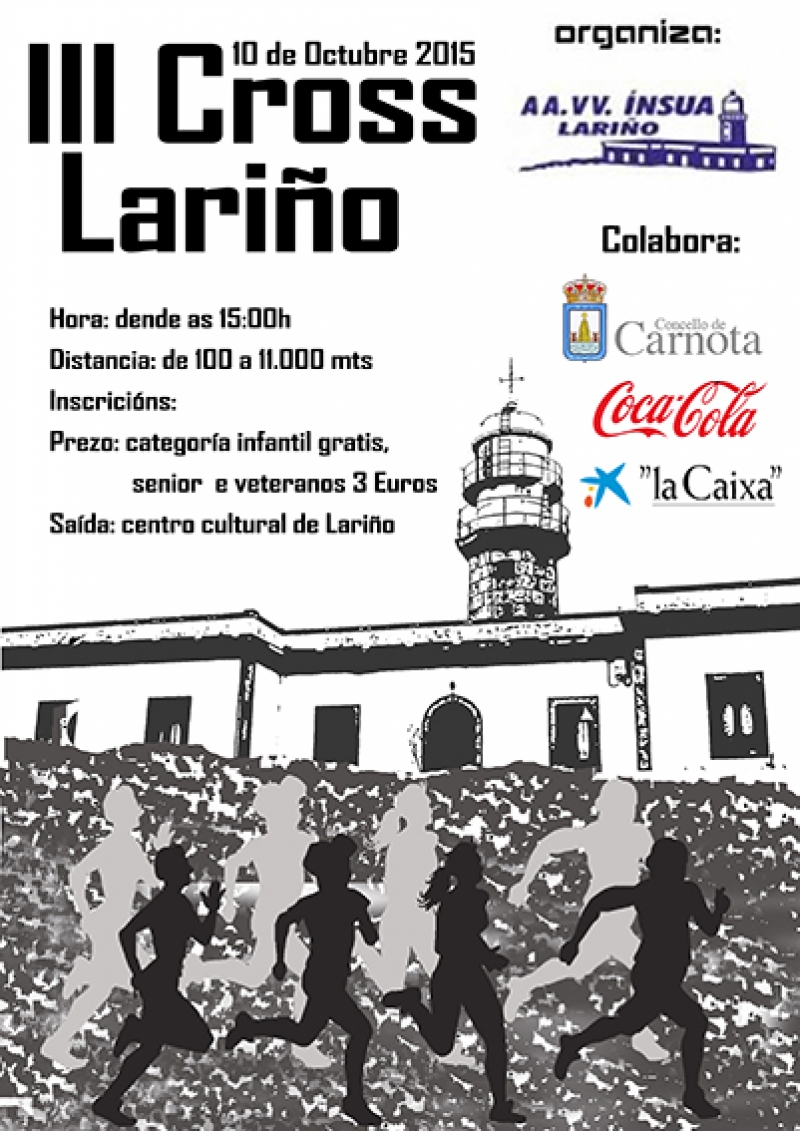 10 de Octubre 2015
III Cross
Lariño
organiza:
AA.VV. ÍNSUA
LARIÑO
Colabora:
Concello de
Carnota
Coca-Cola
"la Caixa"
Hora: dende as 15:00h
Distancia: de 100 a 11.000 mts
Inscricións:
Prezo: categoría infantil gratis,
senior e veteranos 3 Euros
Saída: centro cultural de Lariño